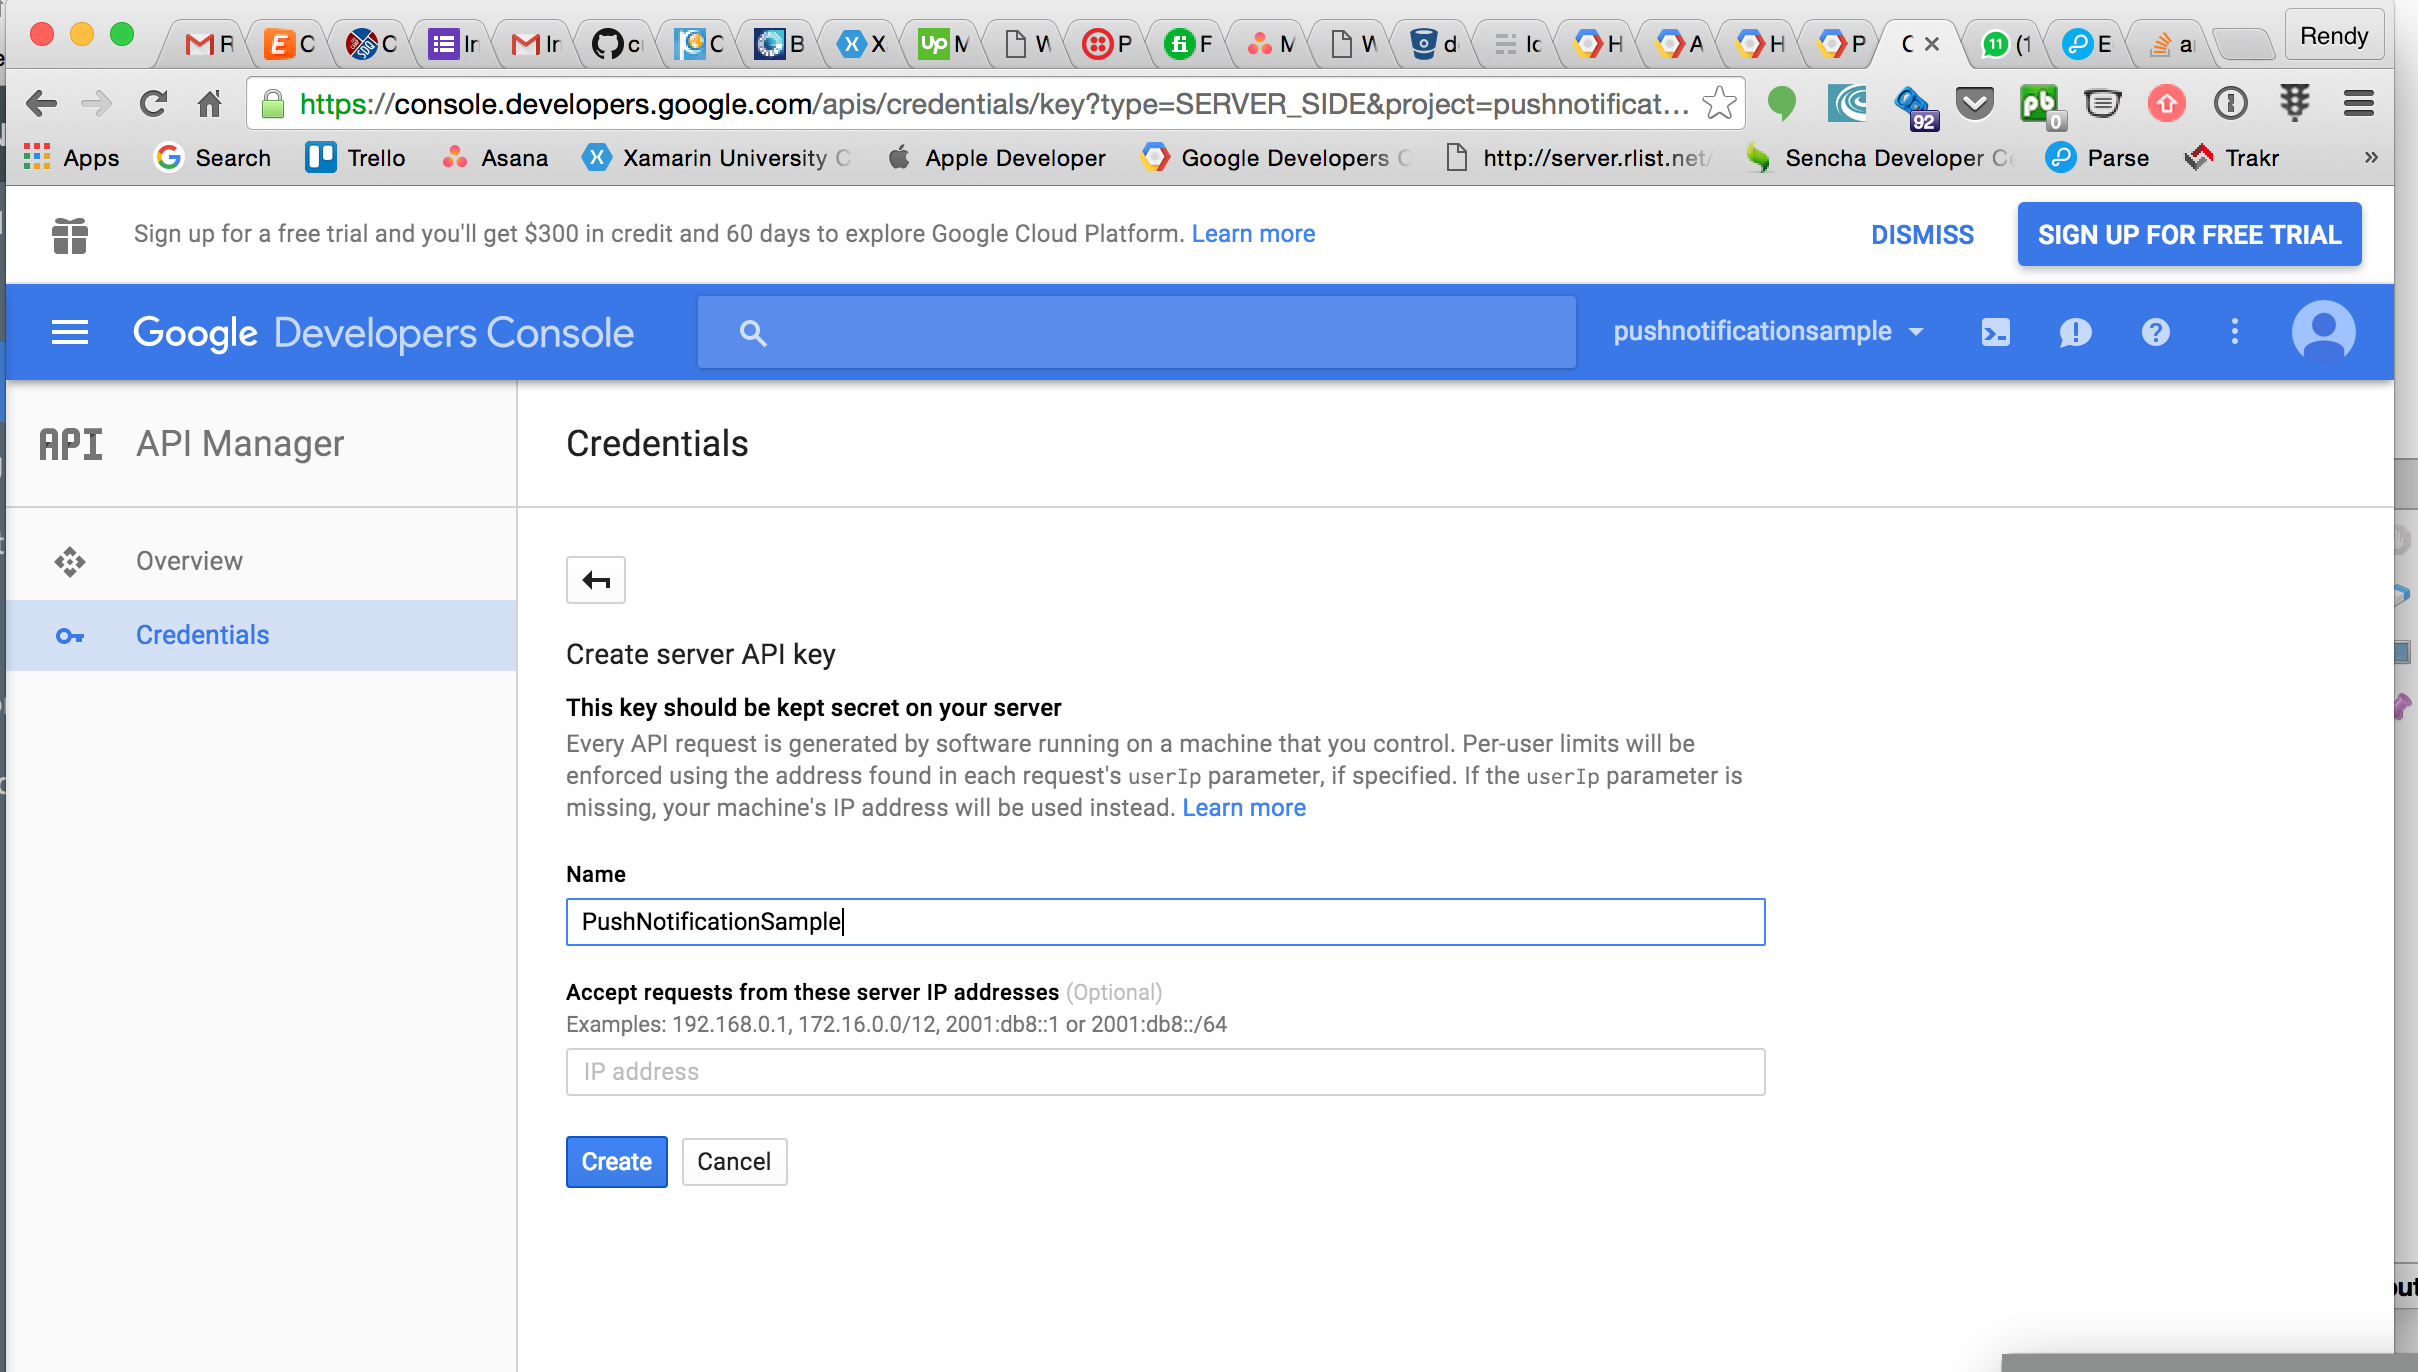 R C C In In c C B X Up M W P fi F M W d Ic H A H P C 11 (1 E a Rendy
https://console.developers.google.com/apis/credentials/key?type=SERVER_SIDE&project=pushnotificat... 92 pb 0
Apps Search Trello Asana Xamarin University C Apple Developer Google Developers C http://server.rlist.net/ Sencha Developer Ce Parse Trakr »
Sign up for a free trial and you'll get $300 in credit and 60 days to explore Google Cloud Platform. Learn more DISMISS SIGN UP FOR FREE TRIAL
Google Developers Console pushnotificationsample
API API Manager Credentials
Overview
Credentials
Create server API key
This key should be kept secret on your server
Every API request is generated by software running on a machine that you control. Per-user limits will be
enforced using the address found in each request's userIp parameter, if specified. If the userIp parameter is
missing, your machine's IP address will be used instead. Learn more
Name
PushNotificationSample
Accept requests from these server IP addresses (Optional)
Examples: 192.168.0.1, 172.16.0.0/12, 2001:db8::1 or 2001:db8::/64
IP address
Create Cancel